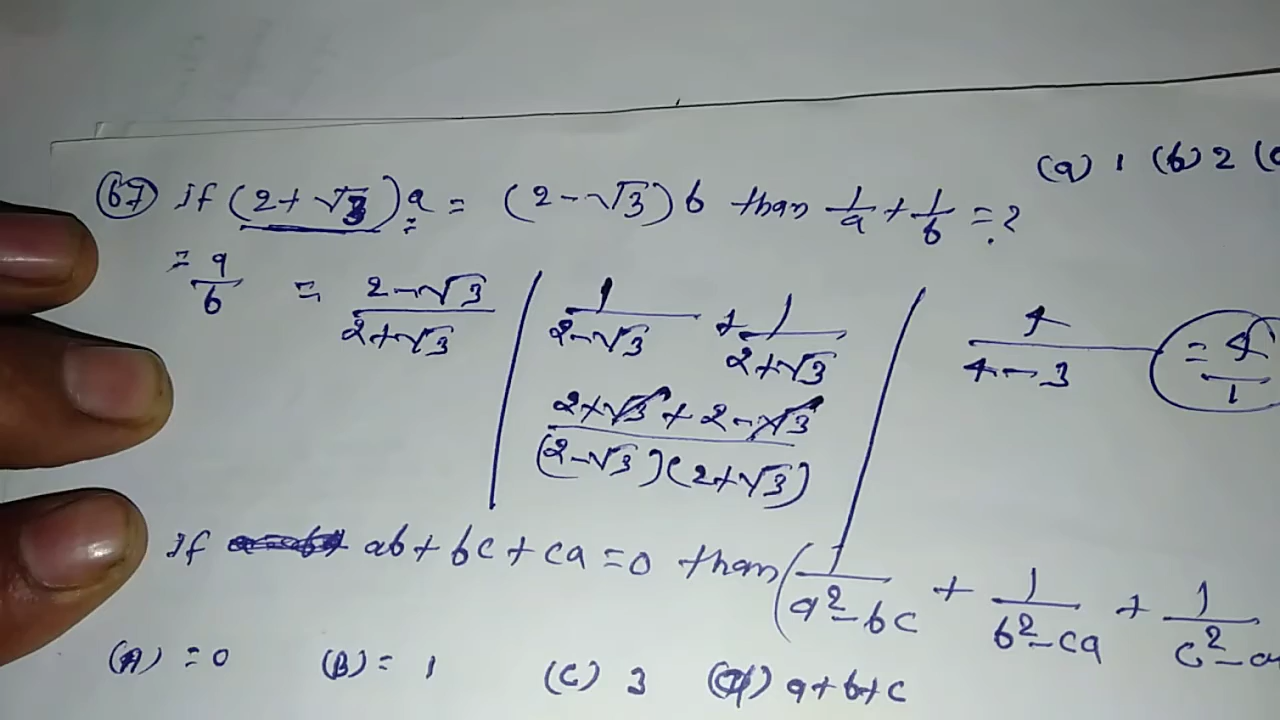 (a) 1 (b) 2 (c
67 If (2+√3)a = (2-√3)b than 1/a + 1/b = ?
= a/b = (2-√3)/(2+√3)
1/(2-√3) + 1/(2+√3)
(2+√3+2-√3)/((2-√3)(2+√3))
4/(4-3) = 4/1
If ab+bc+ca=0 than (1/(a²-bc) + 1/(b²-ca) + 1/(c²-a
(A) = 0 (B) = 1 (C) 3 (d) a+b+c